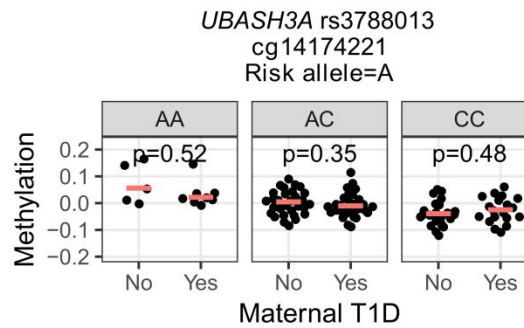 UBASH3A rs3788013
cg14174221
Risk allele=A
AA AC CC
p=0.52 p=0.35 p=0.48
Methylation
0.2
0.1
0.0
−0.1
−0.2
No Yes No Yes No Yes
Maternal T1D